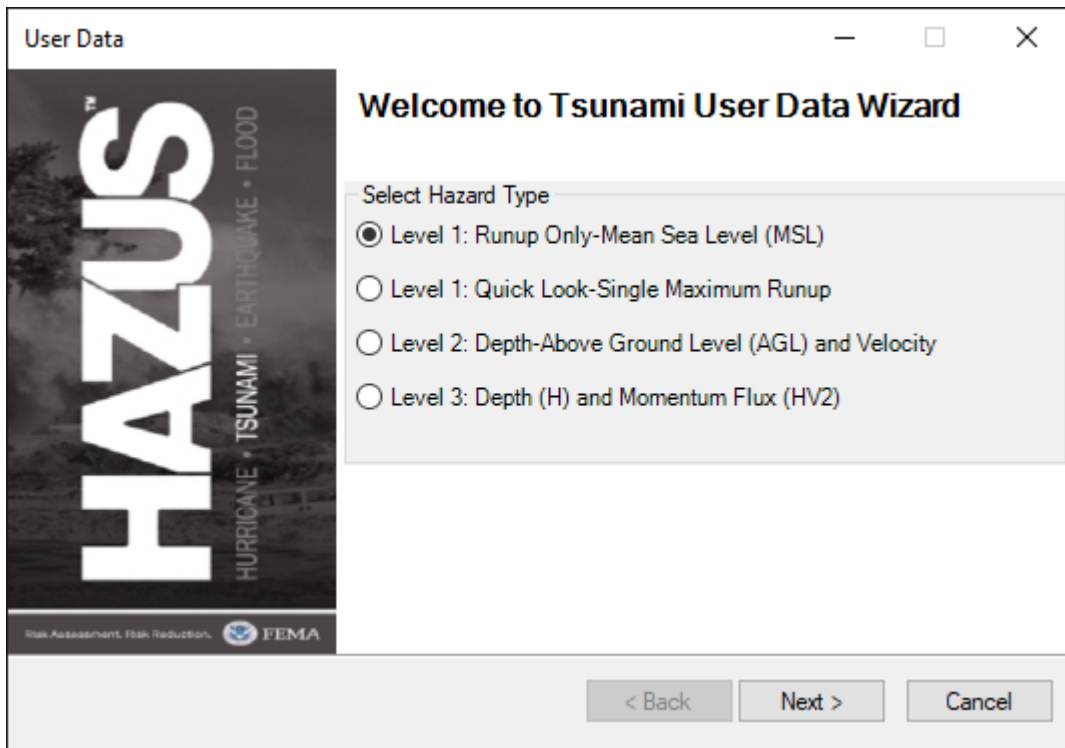 User Data
HAZUS™
HURRICANE • TSUNAMI • EARTHQUAKE • FLOOD
Risk Assessment. Risk Reduction.
FEMA
Welcome to Tsunami User Data Wizard
Select Hazard Type
Level 1: Runup Only-Mean Sea Level (MSL)
Level 1: Quick Look-Single Maximum Runup
Level 2: Depth-Above Ground Level (AGL) and Velocity
Level 3: Depth (H) and Momentum Flux (HV2)
< Back
Next >
Cancel